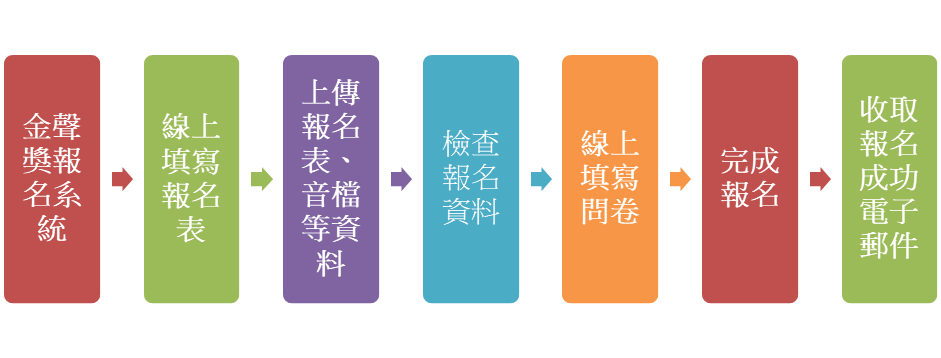 金聲
獎報
名系
統
線上
填寫
報名
表
上傳
報名
表、
音檔
等資
料
檢查
報名
資料
線上
填寫
問卷
完成
報名
收取
報名
成功
電子
郵件